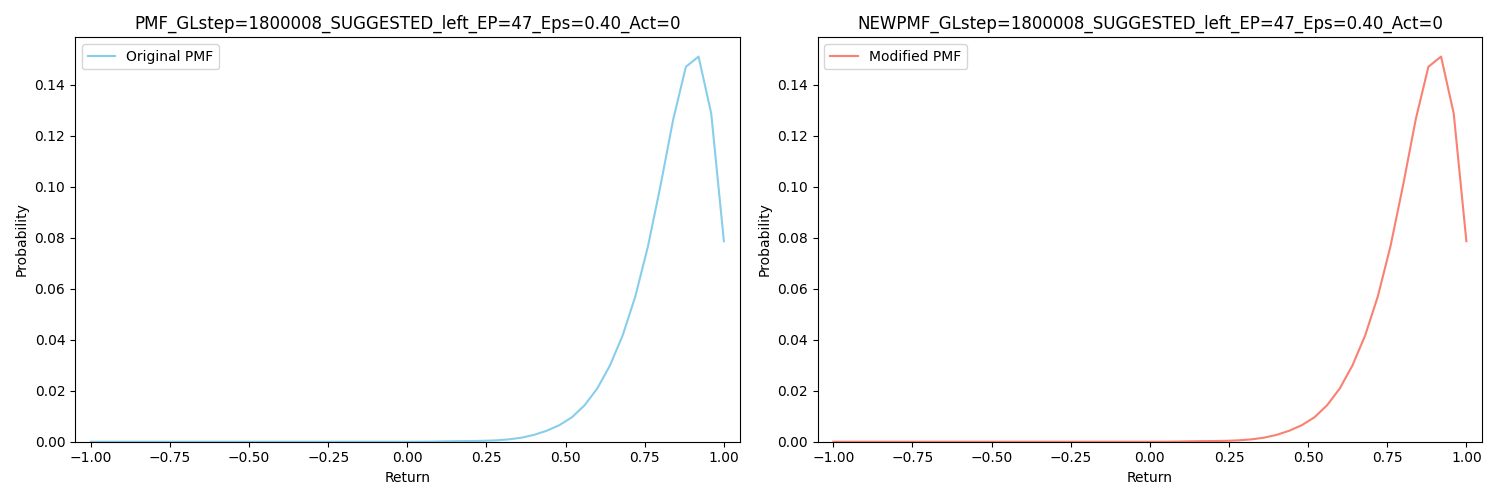 PMF_GLstep=1800008_SUGGESTED_left_EP=47_Eps=0.40_Act=0
Original PMF
0.14
0.12
0.10
0.08
0.06
0.04
0.02
0.00
Probability
−1.00 −0.75 −0.50 −0.25 0.00 0.25 0.50 0.75 1.00
Return
NEWPMF_GLstep=1800008_SUGGESTED_left_EP=47_Eps=0.40_Act=0
Modified PMF
0.14
0.12
0.10
0.08
0.06
0.04
0.02
0.00
Probability
−1.00 −0.75 −0.50 −0.25 0.00 0.25 0.50 0.75 1.00
Return